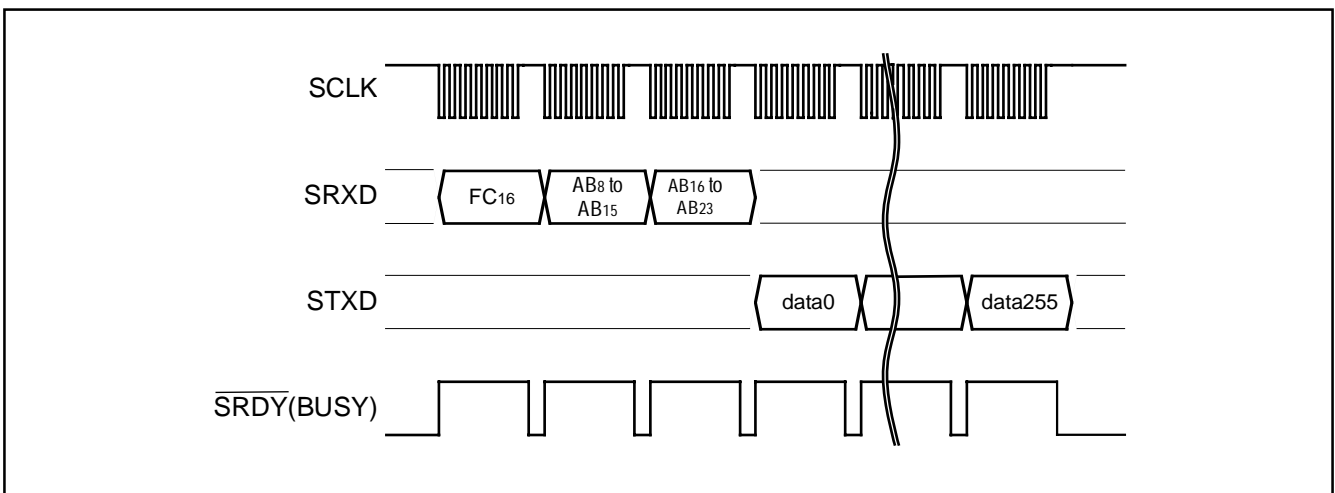 SCLK
SRXD
FC16
AB8 to
AB15
AB16 to
AB23
STXD
data0
data255
SRDY(BUSY)